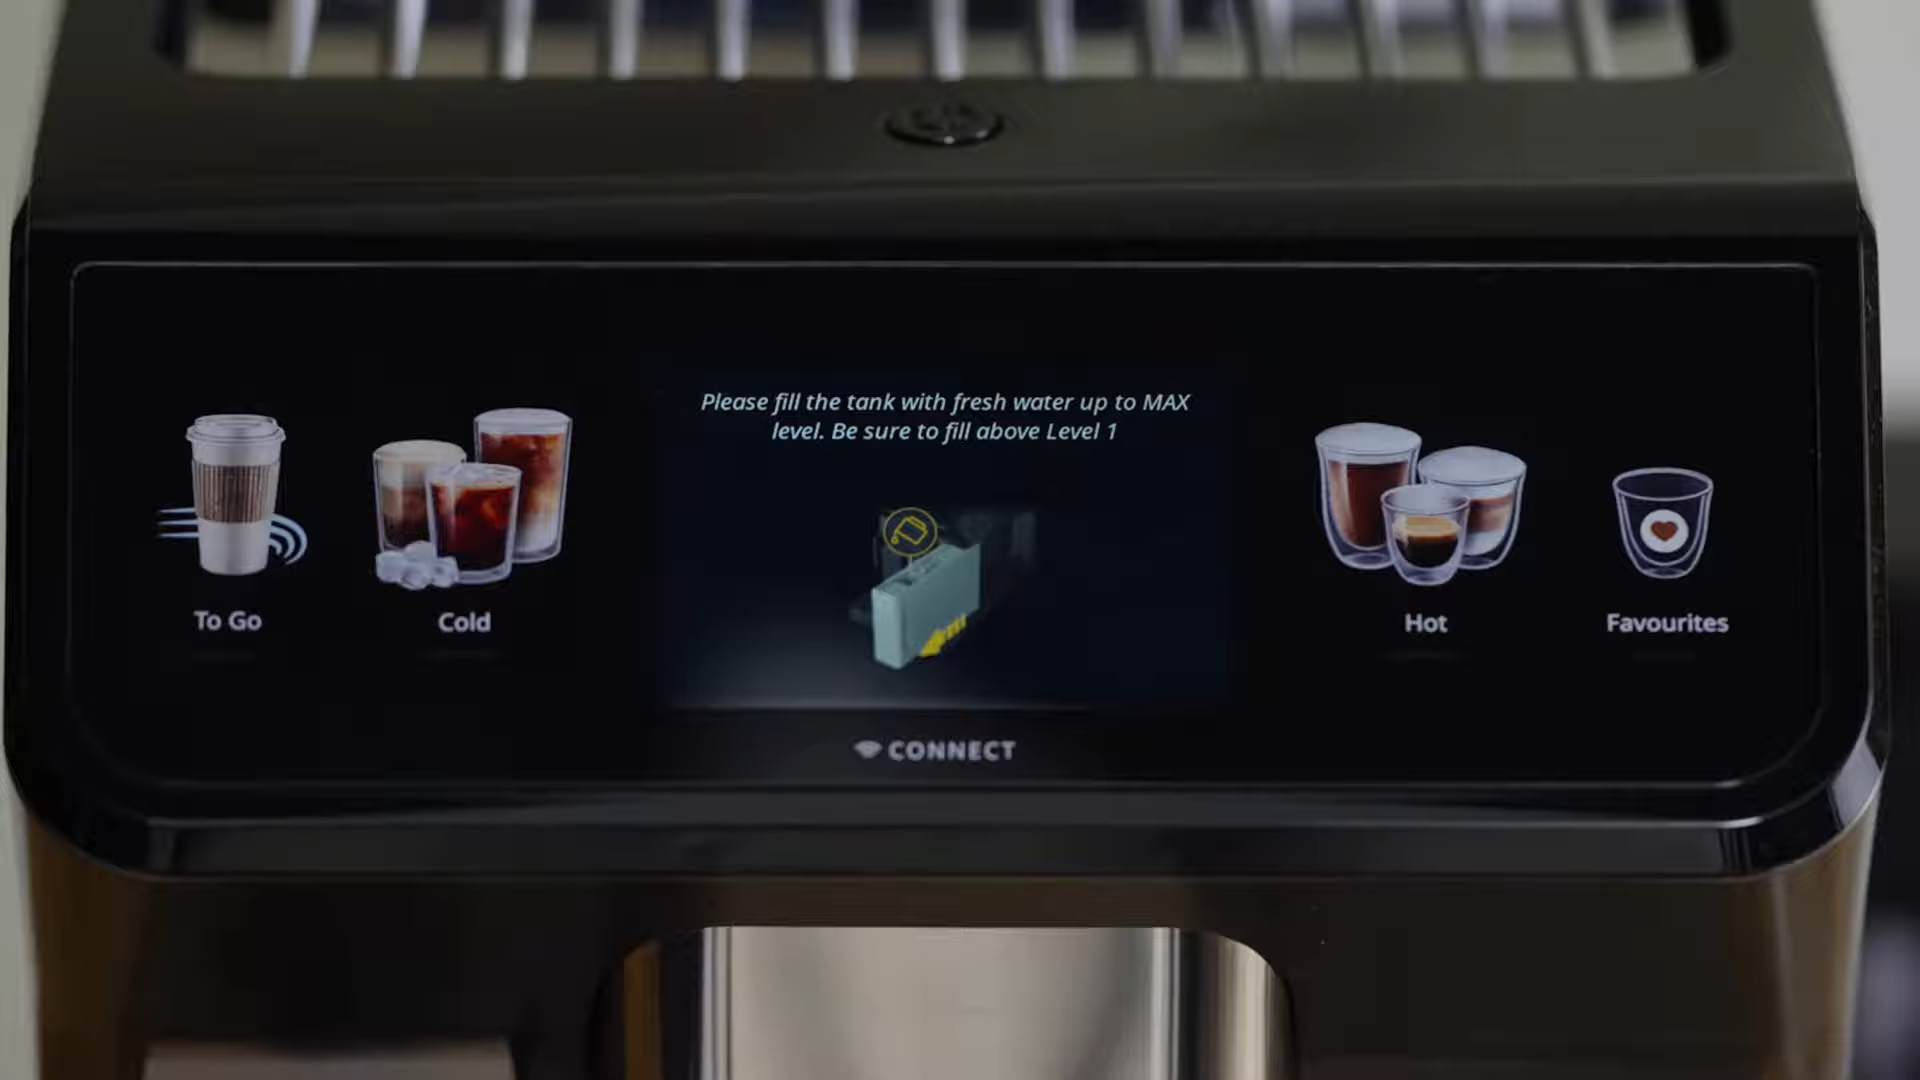 Please fill the tank with fresh water up to MAX
level. Be sure to fill above Level 1
To Go
Cold
Hot
Favourites
CONNECT